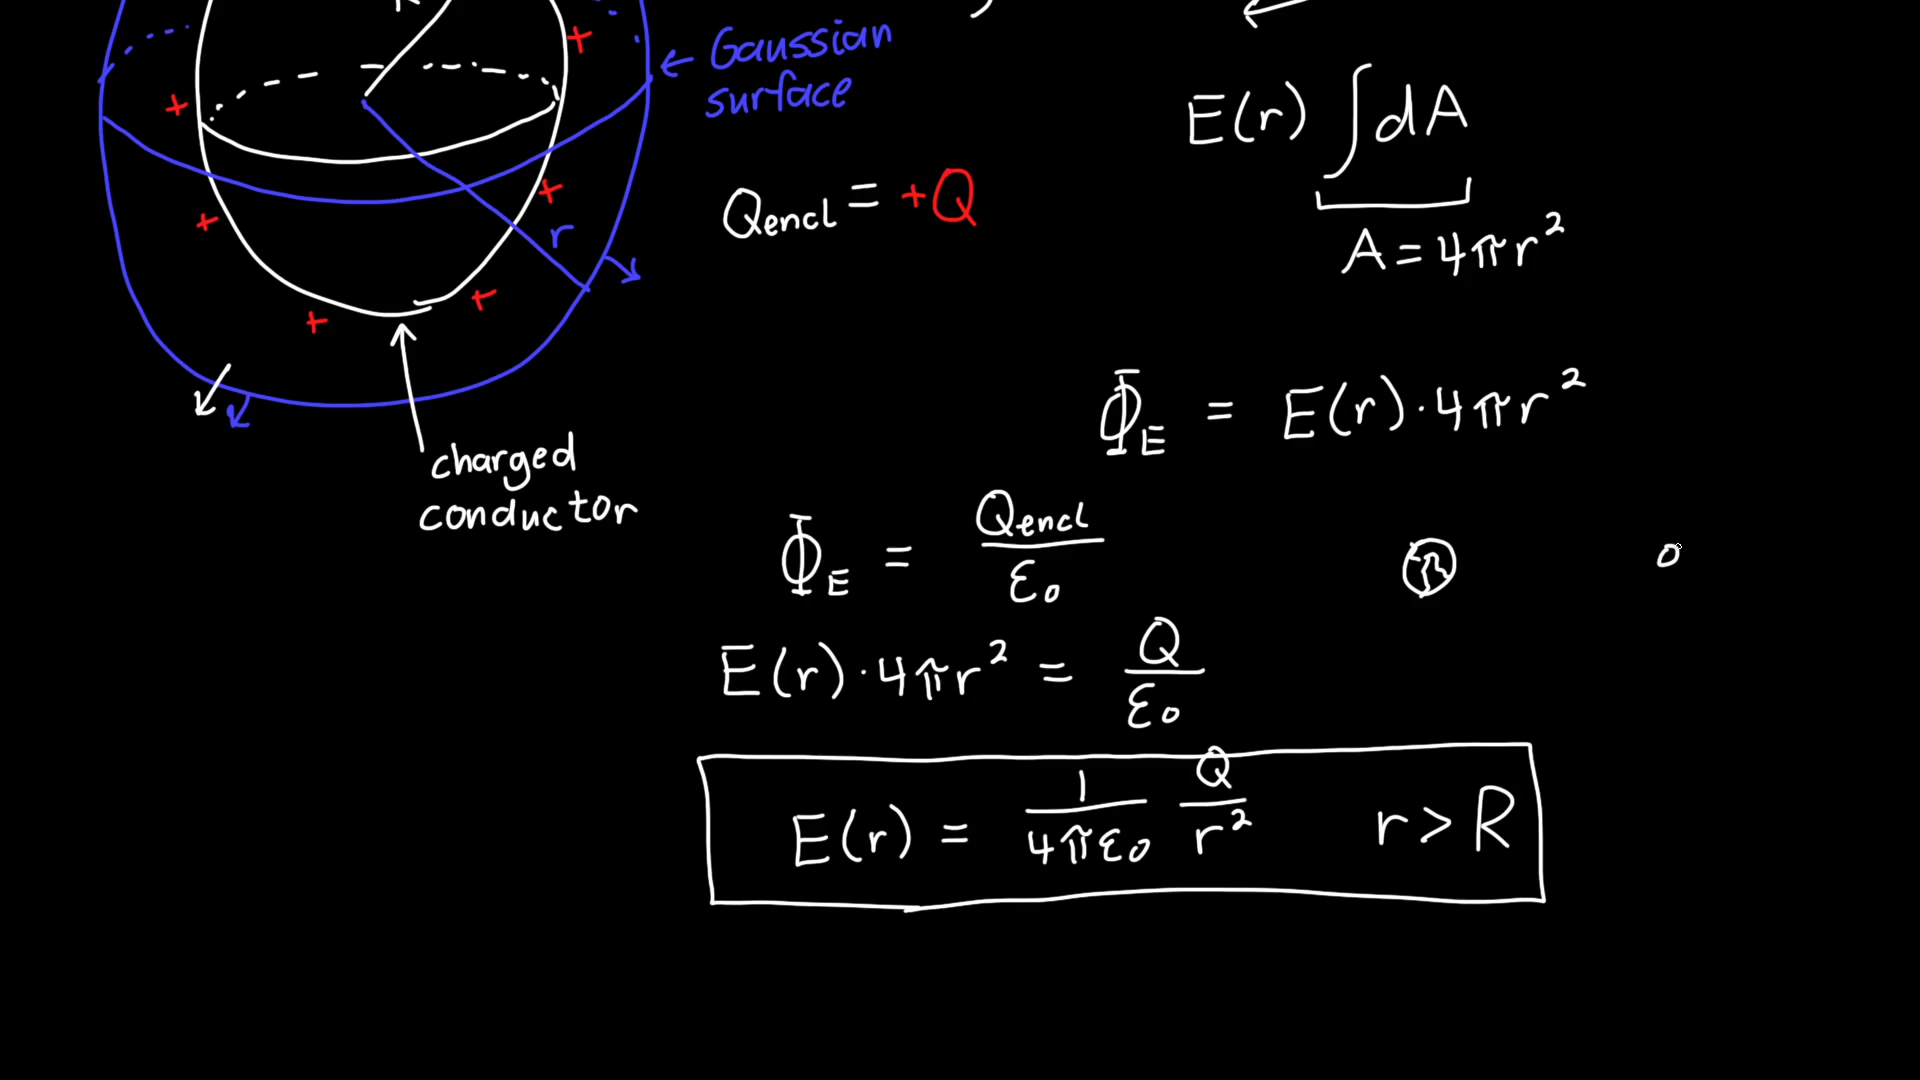 R
Gaussian
surface
E(r) ∫dA
Qencl = +Q
A = 4πr²
r
Φ_E = E(r)·4πr²
charged
conductor
Φ_E = Qencl/ε₀
E(r)·4πr² = Q/ε₀
E(r) = 1/4πε₀ Q/r² r > R